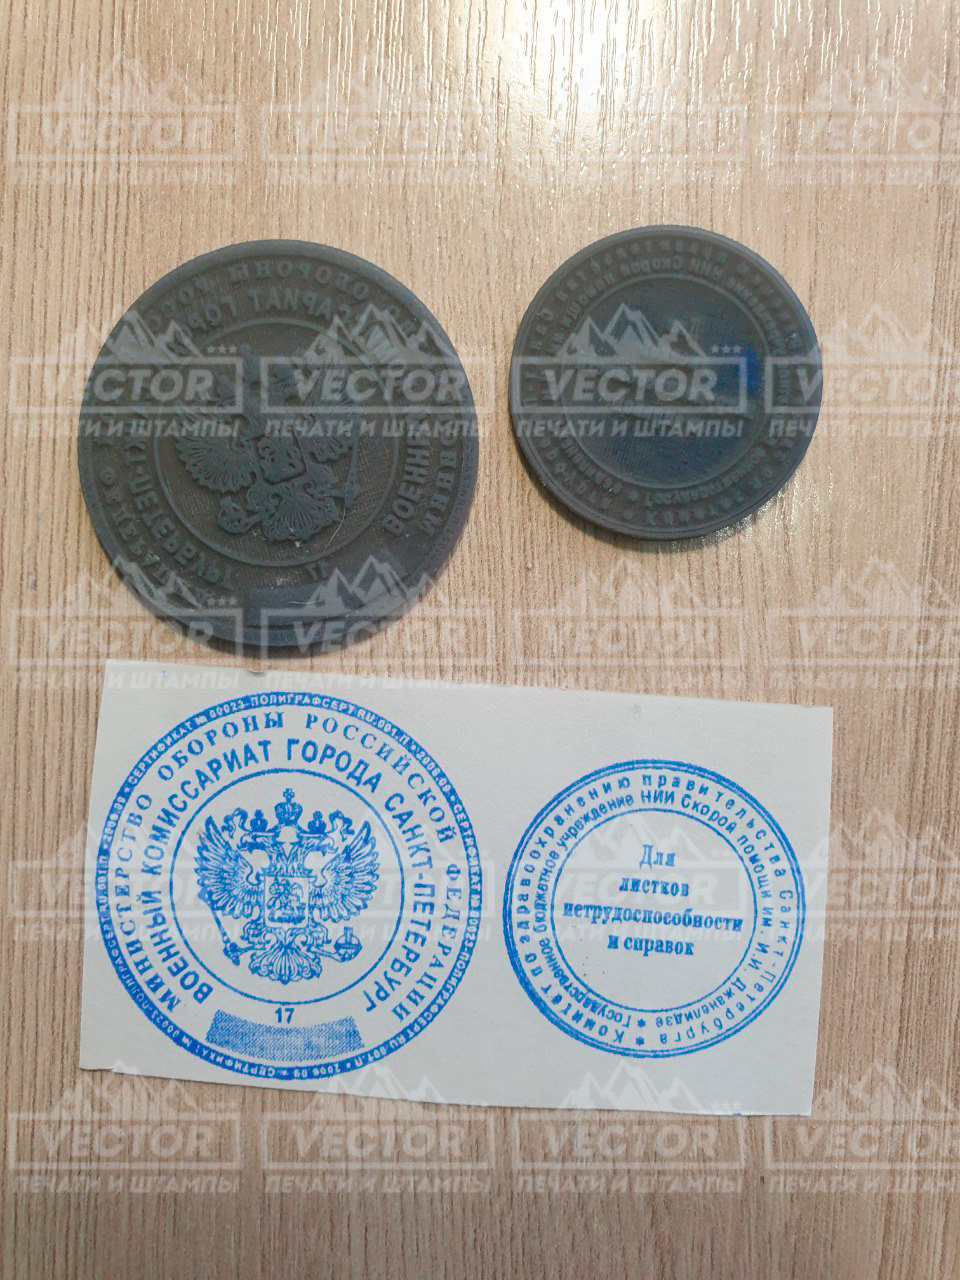 VECTOR
ПЕЧАТИ И ШТАМПЫ
МИНИСТЕРСТВО ОБОРОНЫ РОССИЙСКОЙ ФЕДЕРАЦИИ
ВОЕННЫЙ КОМИССАРИАТ ГОРОДА САНКТ-ПЕТЕРБУРГ
17
Комитет по здравоохранению правительства Санкт-Петербурга *
Государственное бюджетное учреждение НИИ Скорой помощи им. И.И. Джанелидзе *
Для
листков
нетрудоспособности
и справок